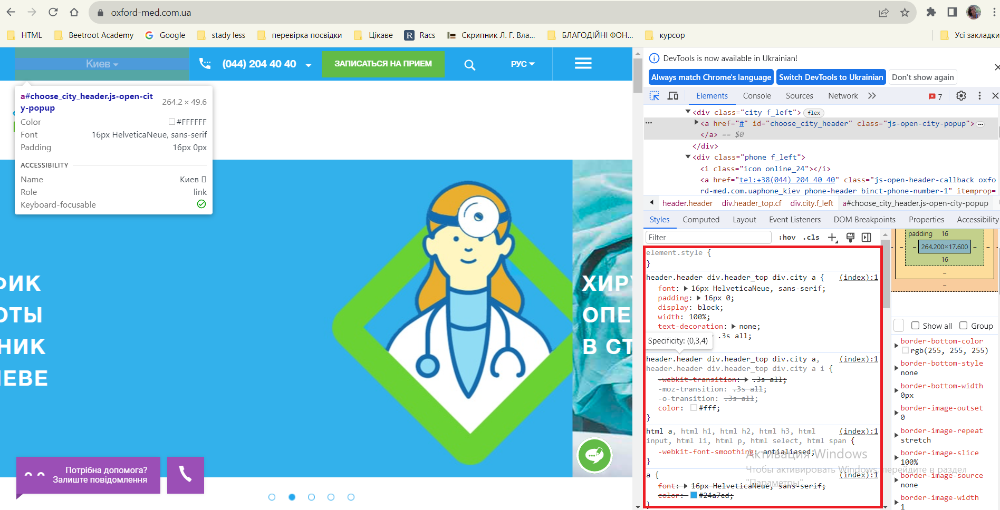 oxford-med.com.ua
HTML
Beetroot Academy
Google
stady less
перевірка посвідки
Цікаве
R Racs
Скрипник Л. Г. Вла...
БЛАГОДІЙНІ ФОН...
курсор
Усі закладки
Киев
(044) 204 40 40
ЗАПИСАТЬСЯ НА ПРИЕМ
РУС
a#choose_city_header.js-open-cit
y-popup
264.2 × 49.6
Color #FFFFFF
Font 16px HelveticaNeue, sans-serif
Padding 16px 0px
ACCESSIBILITY
Name Киев
Role link
Keyboard-focusable
ФИК
ОТЫ
НИК
ИЕВЕ
ХИРУ
ОПЕ
В СТ
Потрібна допомога?
Залиште повідомлення
DevTools is now available in Ukrainian!
Always match Chrome's language
Switch DevTools to Ukrainian
Don't show again
Elements
Console
Sources
Network
7
<div class="city f_left"> flex
<a href="#" id="choose_city_header" class="js-open-city-popup">
</a> == $0
</div>
<div class="phone f_left">
<i class="icon online_24"></i>
<a href="tel:+38(044) 204 40 40" class="js-open-header-callback oxfo
rd-med.com.uaphone_kiev phone-header binct-phone-number-1" itemprop=
header.header
div.header_top.cf
div.city.f_left
a#choose_city_header.js-open-city-popup
Styles
Computed
Layout
Event Listeners
DOM Breakpoints
Properties
Accessibility
Filter
:hov
.cls
element.style {
}
header.header div.header_top div.city a { (index):1
font: 16px HelveticaNeue, sans-serif;
padding: 16px 0;
display: block;
width: 100%;
text-decoration: none;
.3s all;
Specificity: (0,3,4)
header.header div.header_top div.city a, (index):1
header.header div.header_top div.city a i {
-webkit-transition: .3s all;
-moz-transition: .3s all;
-o-transition: .3s all;
color: #fff;
}
html a, html h1, html h2, html h3, html (index):1
input, html li, html p, html select, html span {
-webkit-font-smoothing: antialiased;
}
a { (index):1
font: 16px HelveticaNeue, sans-serif;
color: #24a7ed;
}
padding 16
264.200×17.600
16
Show all
Group
border-bottom-color
rgb(255, 255, 255)
border-bottom-style
none
border-bottom-width
0px
border-image-outset
0
border-image-repeat
stretch
border-image-slice
100%
border-image-source
none
border-image-width
1
Активация Windows
Чтобы активировать Windows, перейдите в раздел
"Параметры".